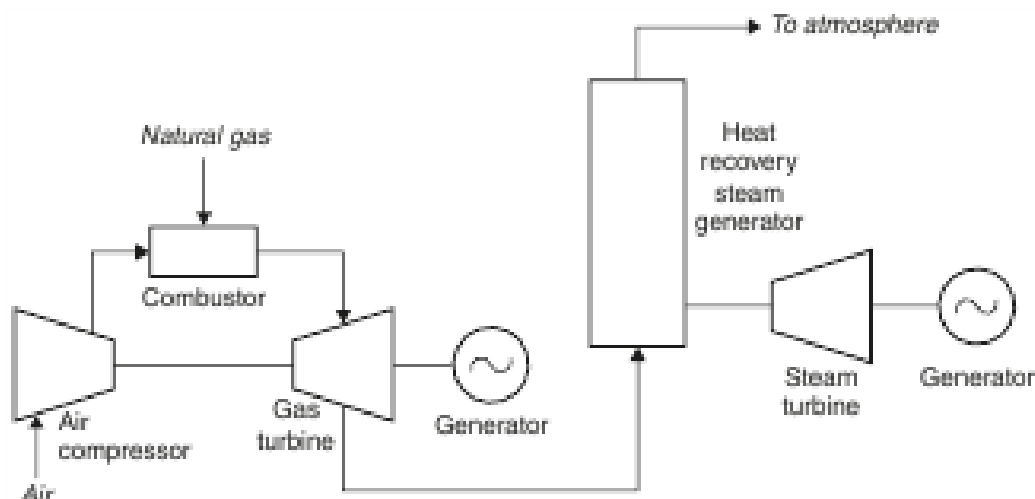 To atmosphere
Natural gas
Heat
recovery
steam
generator
Combustor
Air
compressor
Gas
turbine
Generator
Steam
turbine
Generator
Air